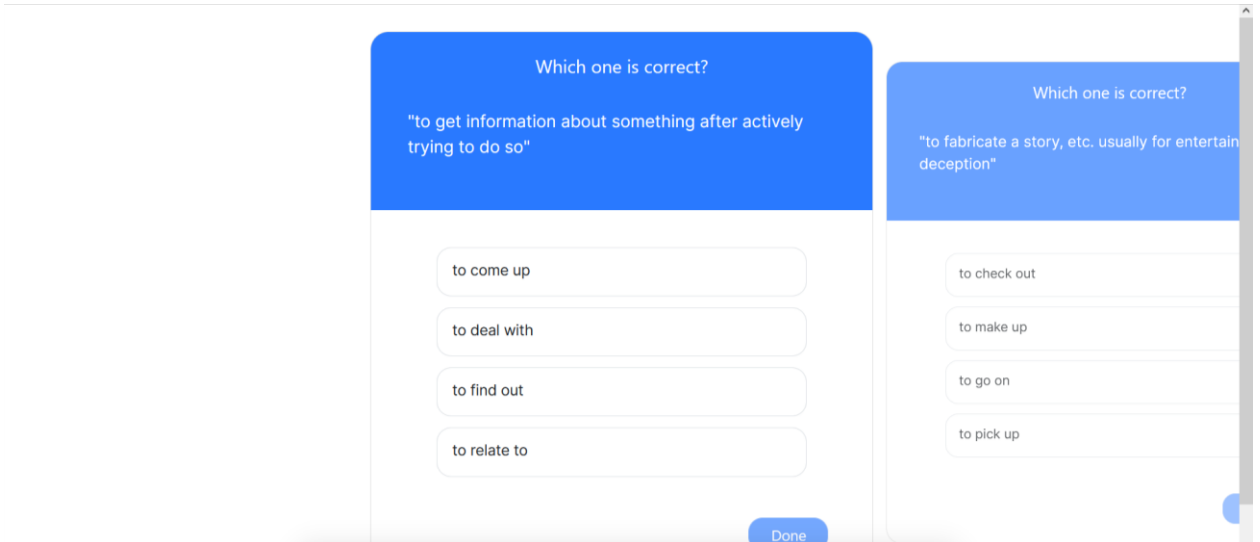 Which one is correct?
"to get information about something after actively
trying to do so"
to come up
to deal with
to find out
to relate to
Done
Which one is correct?
"to fabricate a story, etc. usually for entertain
deception"
to check out
to make up
to go on
to pick up